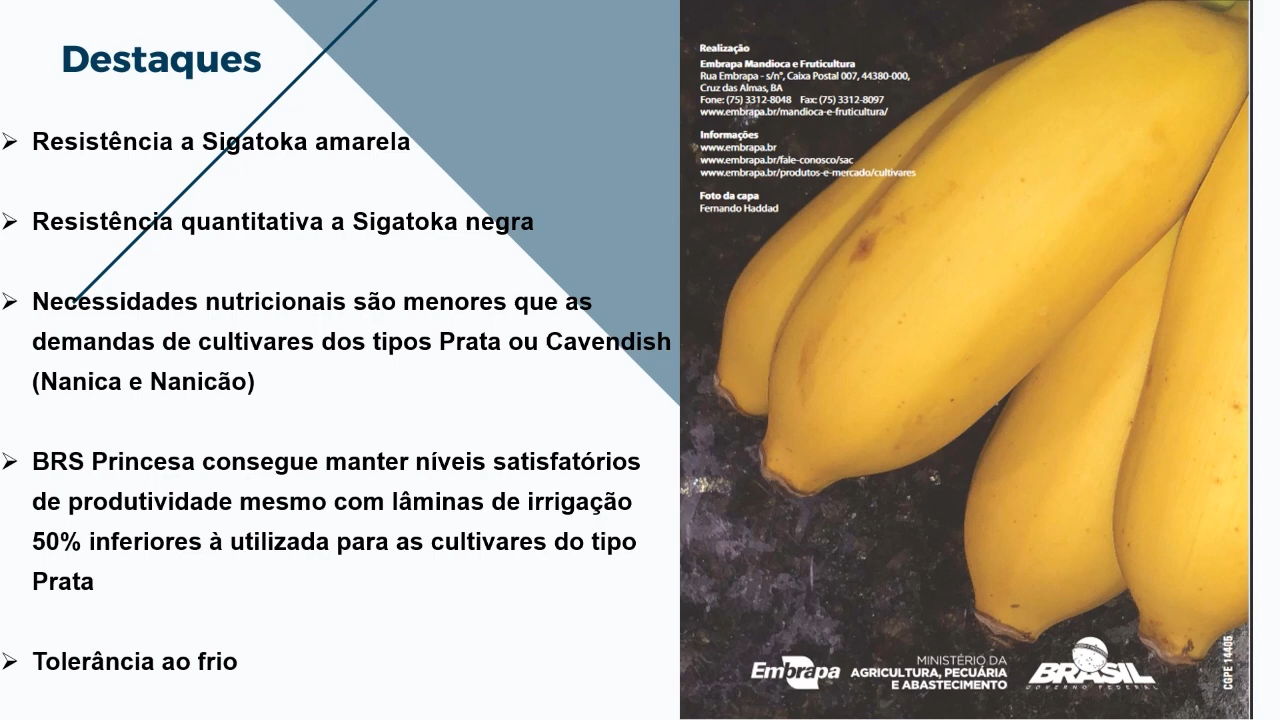 Destaques
➢ Resistência a Sigatoka amarela
➢ Resistência quantitativa a Sigatoka negra
➢ Necessidades nutricionais são menores que as
demandas de cultivares dos tipos Prata ou Cavendish
(Nanica e Nanicão)
➢ BRS Princesa consegue manter níveis satisfatórios
de produtividade mesmo com lâminas de irrigação
50% inferiores à utilizada para as cultivares do tipo
Prata
➢ Tolerância ao frio
Realização
Embrapa Mandioca e Fruticultura
Rua Embrapa - s/n°, Caixa Postal 007, 44380-000,
Cruz das Almas, BA
Fone: (75) 3312-8048 Fax: (75) 3312-8097
www.embrapa.br/mandioca-e-fruticultura/
Informações
www.embrapa.br
www.embrapa.br/fale-conosco/sac
www.embrapa.br/produtos-e-mercado/cultivares
Foto da capa
Fernando Haddad
Embrapa
MINISTÉRIO DA
AGRICULTURA, PECUÁRIA
E ABASTECIMENTO
BRASIL
GOVERNO FEDERAL
CGPE 14405